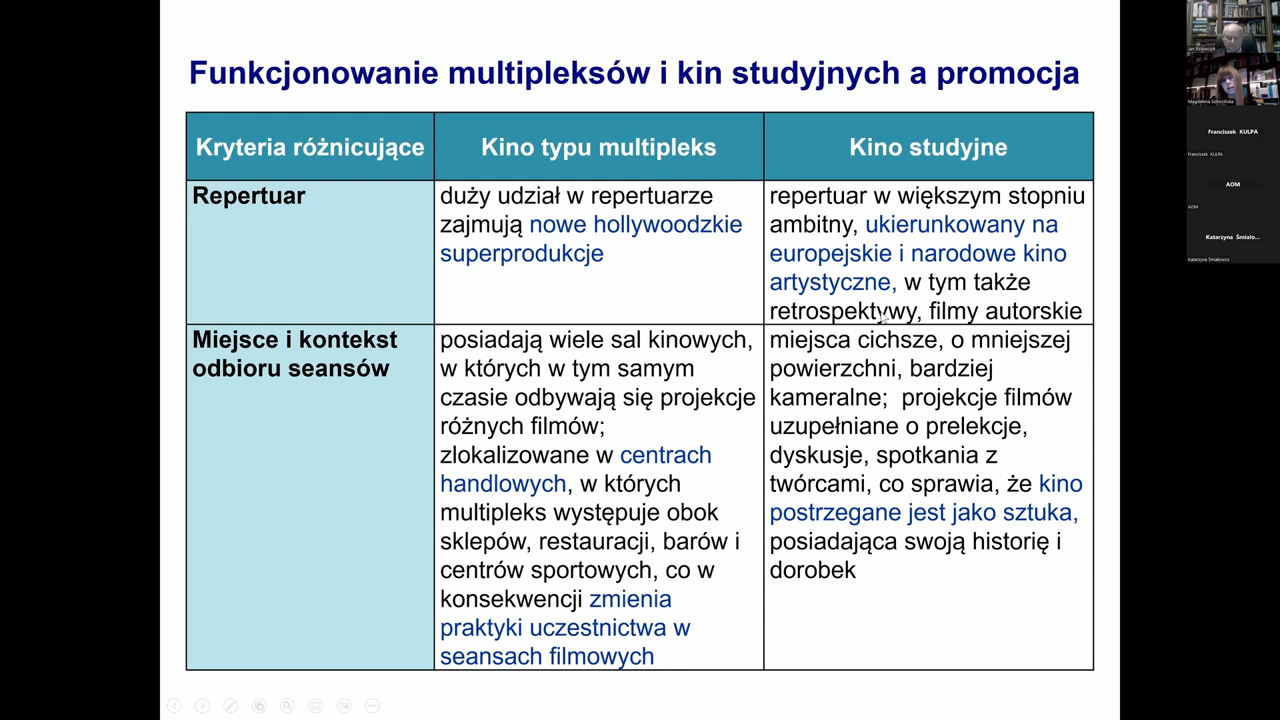 Funkcjonowanie multipleksów i kin studyjnych a promocja
Kryteria różnicujące
Kino typu multipleks
Kino studyjne
Repertuar
duży udział w repertuarze
zajmują nowe hollywoodzkie
superprodukcje
repertuar w większym stopniu
ambitny, ukierunkowany na
europejskie i narodowe kino
artystyczne, w tym także
retrospektywy, filmy autorskie
Miejsce i kontekst
odbioru seansów
posiadają wiele sal kinowych,
w których w tym samym
czasie odbywają się projekcje
różnych filmów;
zlokalizowane w centrach
handlowych, w których
multipleks występuje obok
sklepów, restauracji, barów i
centrów sportowych, co w
konsekwencji zmienia
praktyki uczestnictwa w
seansach filmowych
miejsca cichsze, o mniejszej
powierzchni, bardziej
kameralne; projekcje filmów
uzupełniane o prelekcje,
dyskusje, spotkania z
twórcami, co sprawia, że kino
postrzegane jest jako sztuka,
posiadająca swoją historię i
dorobek
Magdalena Sobocińska
Franciszek KULPA
Franciszek KULPA
AOM
AOM
Katarzyna Śmiało...
Katarzyna Śmiałowicz